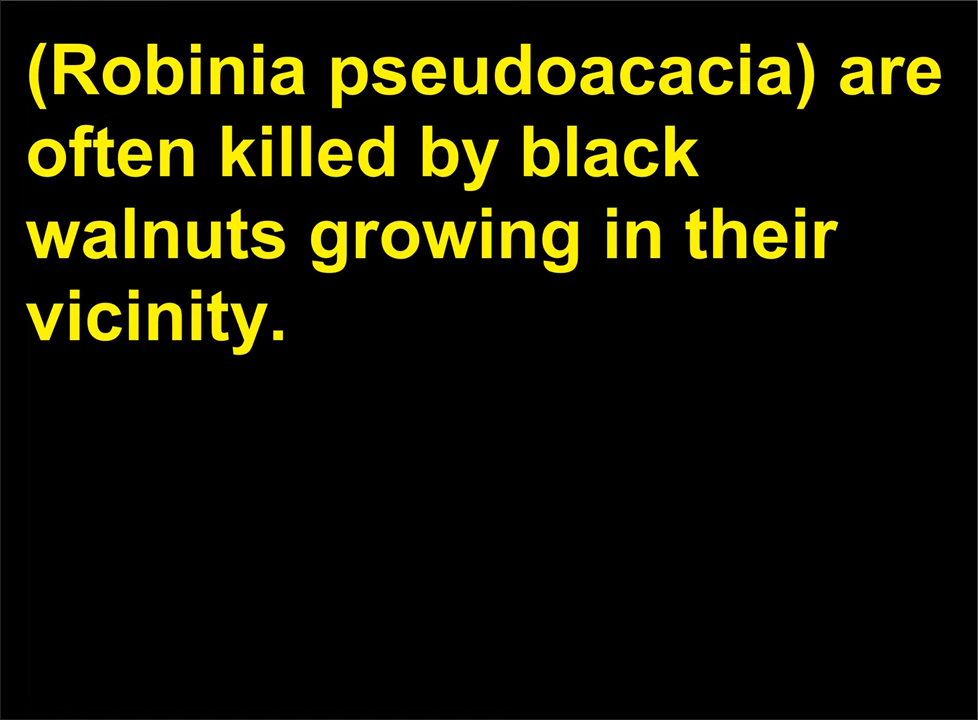 (Robinia pseudoacacia) are
often killed by black
walnuts growing in their
vicinity.